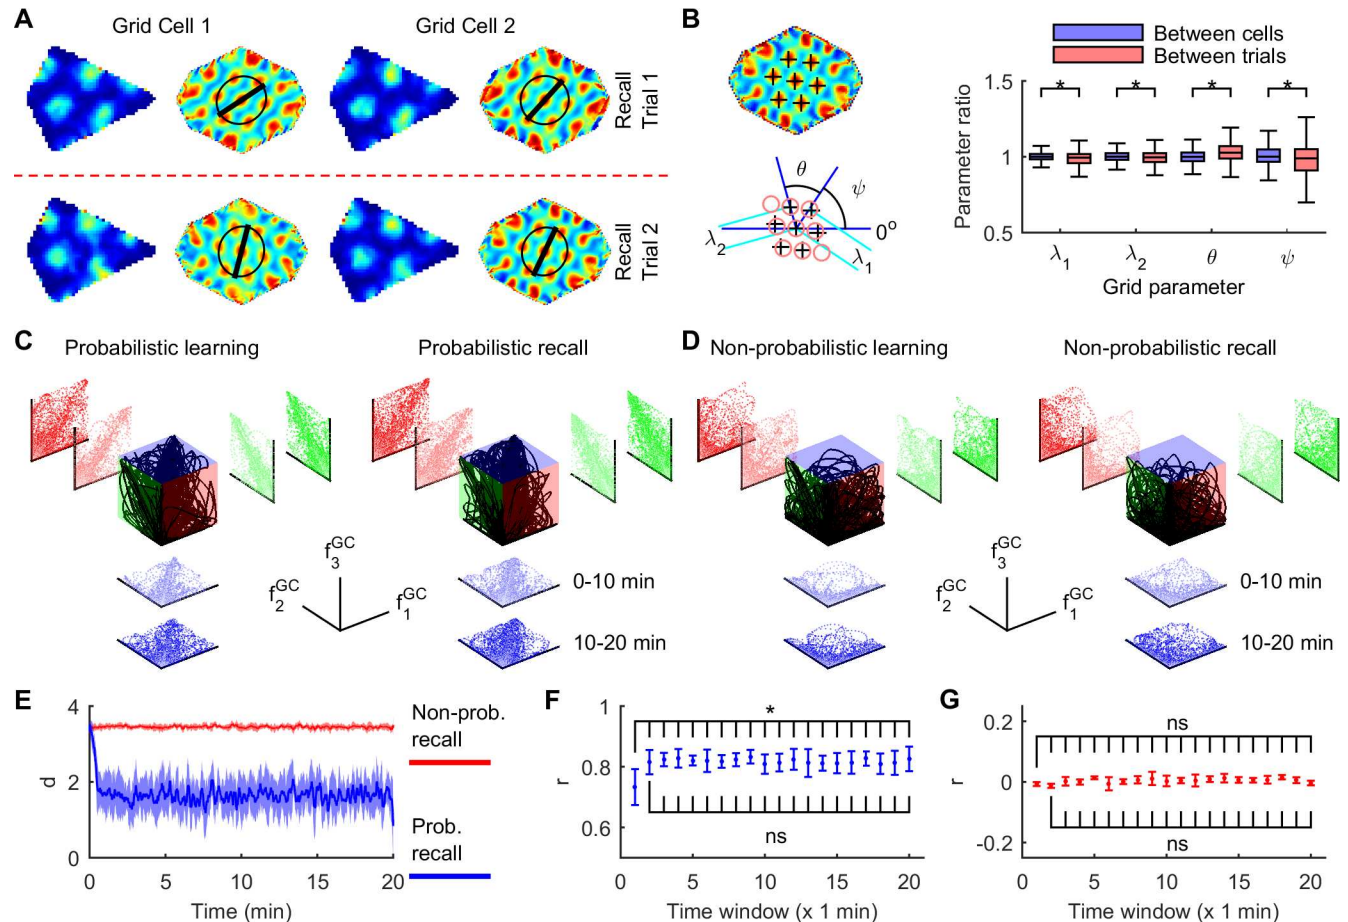 A
Grid Cell 1
Grid Cell 2
Recall
Trial 1
Recall
Trial 2
B
θ
ψ
0o
λ2
λ1
Between cells
Between trials
Parameter ratio
1.5
1
0.5
* * * *
λ1 λ2 θ ψ
Grid parameter
C
Probabilistic learning
Probabilistic recall
f3GC
f2GC
f1GC
0-10 min
10-20 min
D
Non-probabilistic learning
Non-probabilistic recall
f3GC
f2GC
f1GC
0-10 min
10-20 min
E
d
4
2
0
0 5 10 15 20
Time (min)
Non-prob.
recall
Prob.
recall
F
r
1
0.8
0.6
*
ns
0 5 10 15 20
Time window (x 1 min)
G
r
0.2
0
-0.2
ns
ns
0 5 10 15 20
Time window (x 1 min)